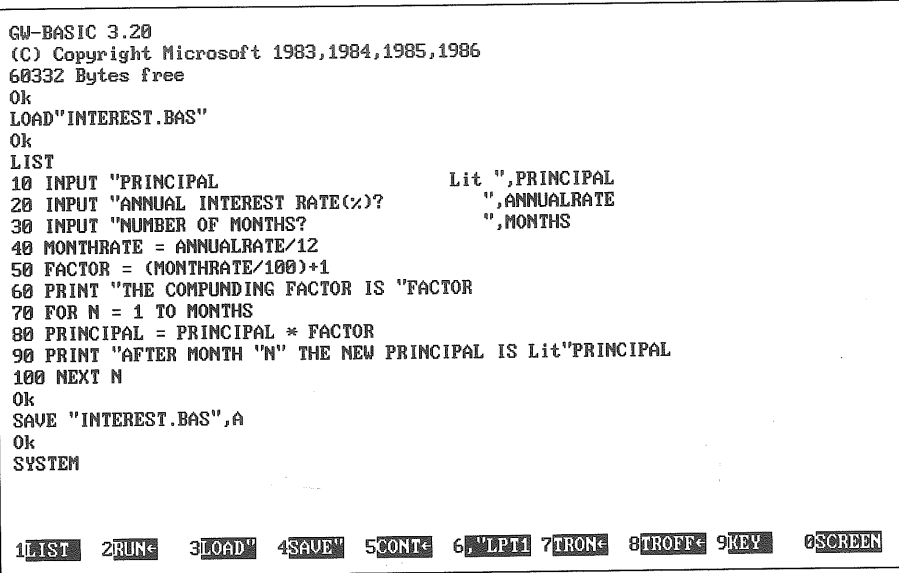 GW-BASIC 3.20
(C) Copyright Microsoft 1983,1984,1985,1986
60332 Bytes free
Ok
LOAD"INTEREST.BAS"
Ok
LIST
10 INPUT "PRINCIPAL                          Lit ",PRINCIPAL
20 INPUT "ANNUAL INTEREST RATE(%)?           ",ANNUALRATE
30 INPUT "NUMBER OF MONTHS?                  ",MONTHS
40 MONTHRATE = ANNUALRATE/12
50 FACTOR = (MONTHRATE/100)+1
60 PRINT "THE COMPUNDING FACTOR IS "FACTOR
70 FOR N = 1 TO MONTHS
80 PRINCIPAL = PRINCIPAL * FACTOR
90 PRINT "AFTER MONTH "N" THE NEW PRINCIPAL IS Lit"PRINCIPAL
100 NEXT N
Ok
SAVE "INTEREST.BAS",A
Ok
SYSTEM
1LIST 2RUN← 3LOAD" 4SAVE" 5CONT← 6,"LPT1 7TRON← 8TROFF← 9KEY 0SCREEN